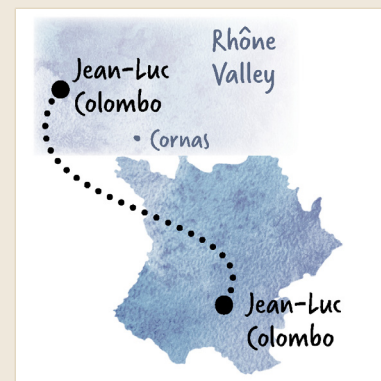 Rhône
Valley
Jean-Luc
Colombo
Cornas
Jean-Luc
Colombo